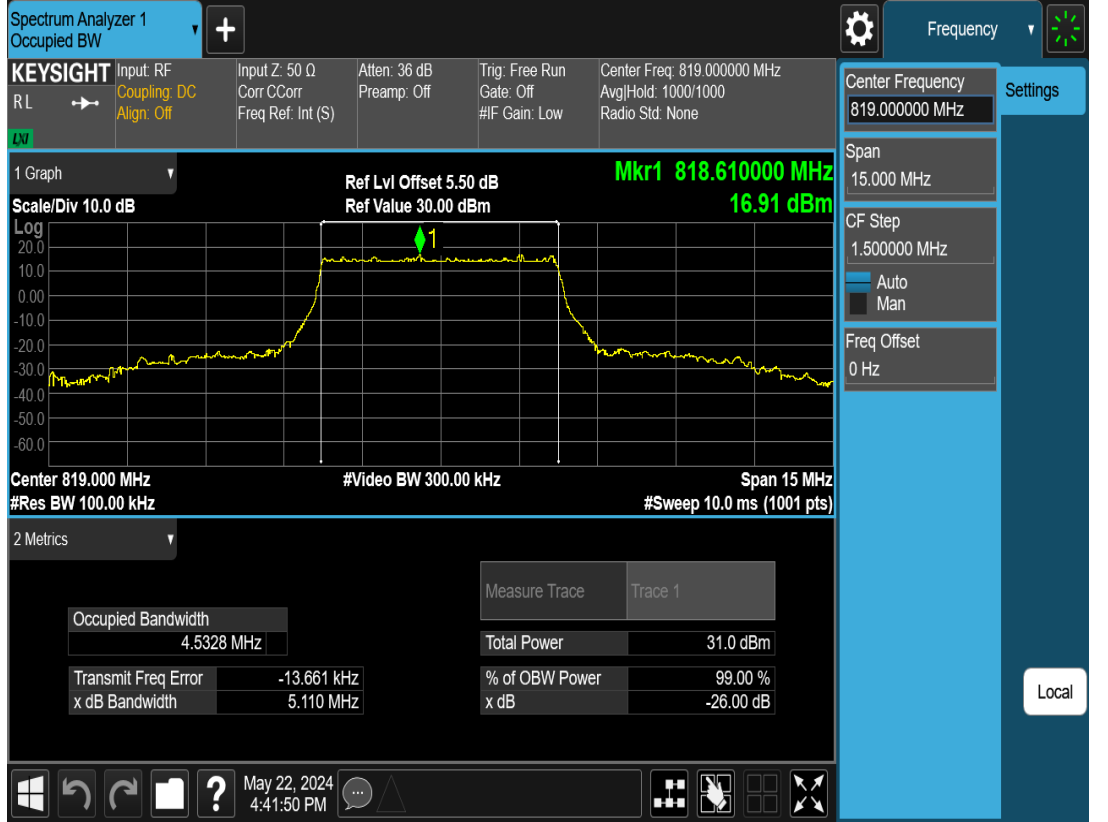 Spectrum Analyzer 1
Occupied BW
+
Frequency
KEYSIGHT
R L
LXI
Input: RF
Coupling: DC
Align: Off
Input Z: 50 Ω
Corr CCorr
Freq Ref: Int (S)
Atten: 36 dB
Preamp: Off
Trig: Free Run
Gate: Off
#IF Gain: Low
Center Freq: 819.000000 MHz
Avg|Hold: 1000/1000
Radio Std: None
Center Frequency
819.000000 MHz
Settings
Span
15.000 MHz
CF Step
1.500000 MHz
Auto
Man
Freq Offset
0 Hz
Local
1 Graph
Scale/Div 10.0 dB
Ref Lvl Offset 5.50 dB
Ref Value 30.00 dBm
Mkr1 818.610000 MHz
16.91 dBm
Log
1
20.0
10.0
0.00
-10.0
-20.0
-30.0
-40.0
-50.0
-60.0
Center 819.000 MHz
#Video BW 300.00 kHz
Span 15 MHz
#Res BW 100.00 kHz
#Sweep 10.0 ms (1001 pts)
2 Metrics
Measure Trace Trace 1
Occupied Bandwidth
4.5328 MHz
Total Power 31.0 dBm
Transmit Freq Error -13.661 kHz
% of OBW Power 99.00 %
x dB Bandwidth 5.110 MHz
x dB -26.00 dB
?
May 22, 2024
4:41:50 PM